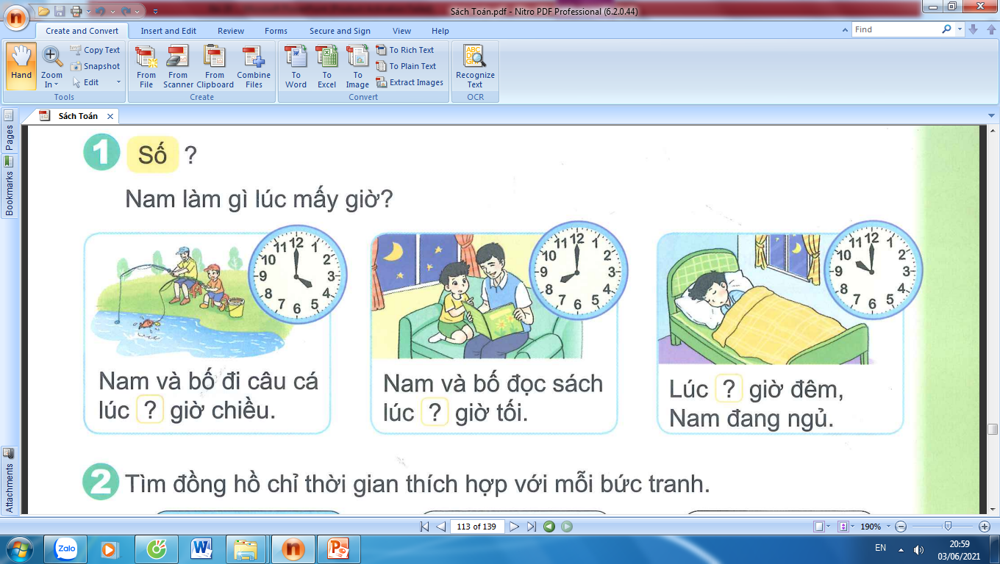 Sách Toán.pdf - Nitro PDF Professional (6.2.0.44)
Create and Convert Insert and Edit Review Forms Secure and Sign View Help Find
Hand
Zoom In
Copy Text
Snapshot
Edit
Tools
From File
From Scanner
From Clipboard
Combine Files
Create
To Word
To Excel
To Image
To Rich Text
To Plain Text
Extract Images
Convert
ABC
Recognize Text
OCR
Sách Toán
Pages
Bookmarks
Attachments
1 Số ?
Nam làm gì lúc mấy giờ?
12 1 2 3 4 5 6 7 8 9 10 11
Nam và bố đi câu cá
lúc ? giờ chiều.
12 1 2 3 4 5 6 7 8 9 10 11
Nam và bố đọc sách
lúc ? giờ tối.
12 1 2 3 4 5 6 7 8 9 10 11
Lúc ? giờ đêm,
Nam đang ngủ.
2 Tìm đồng hồ chỉ thời gian thích hợp với mỗi bức tranh.
113 of 139
190%
Zalo
EN
20:59
03/06/2021